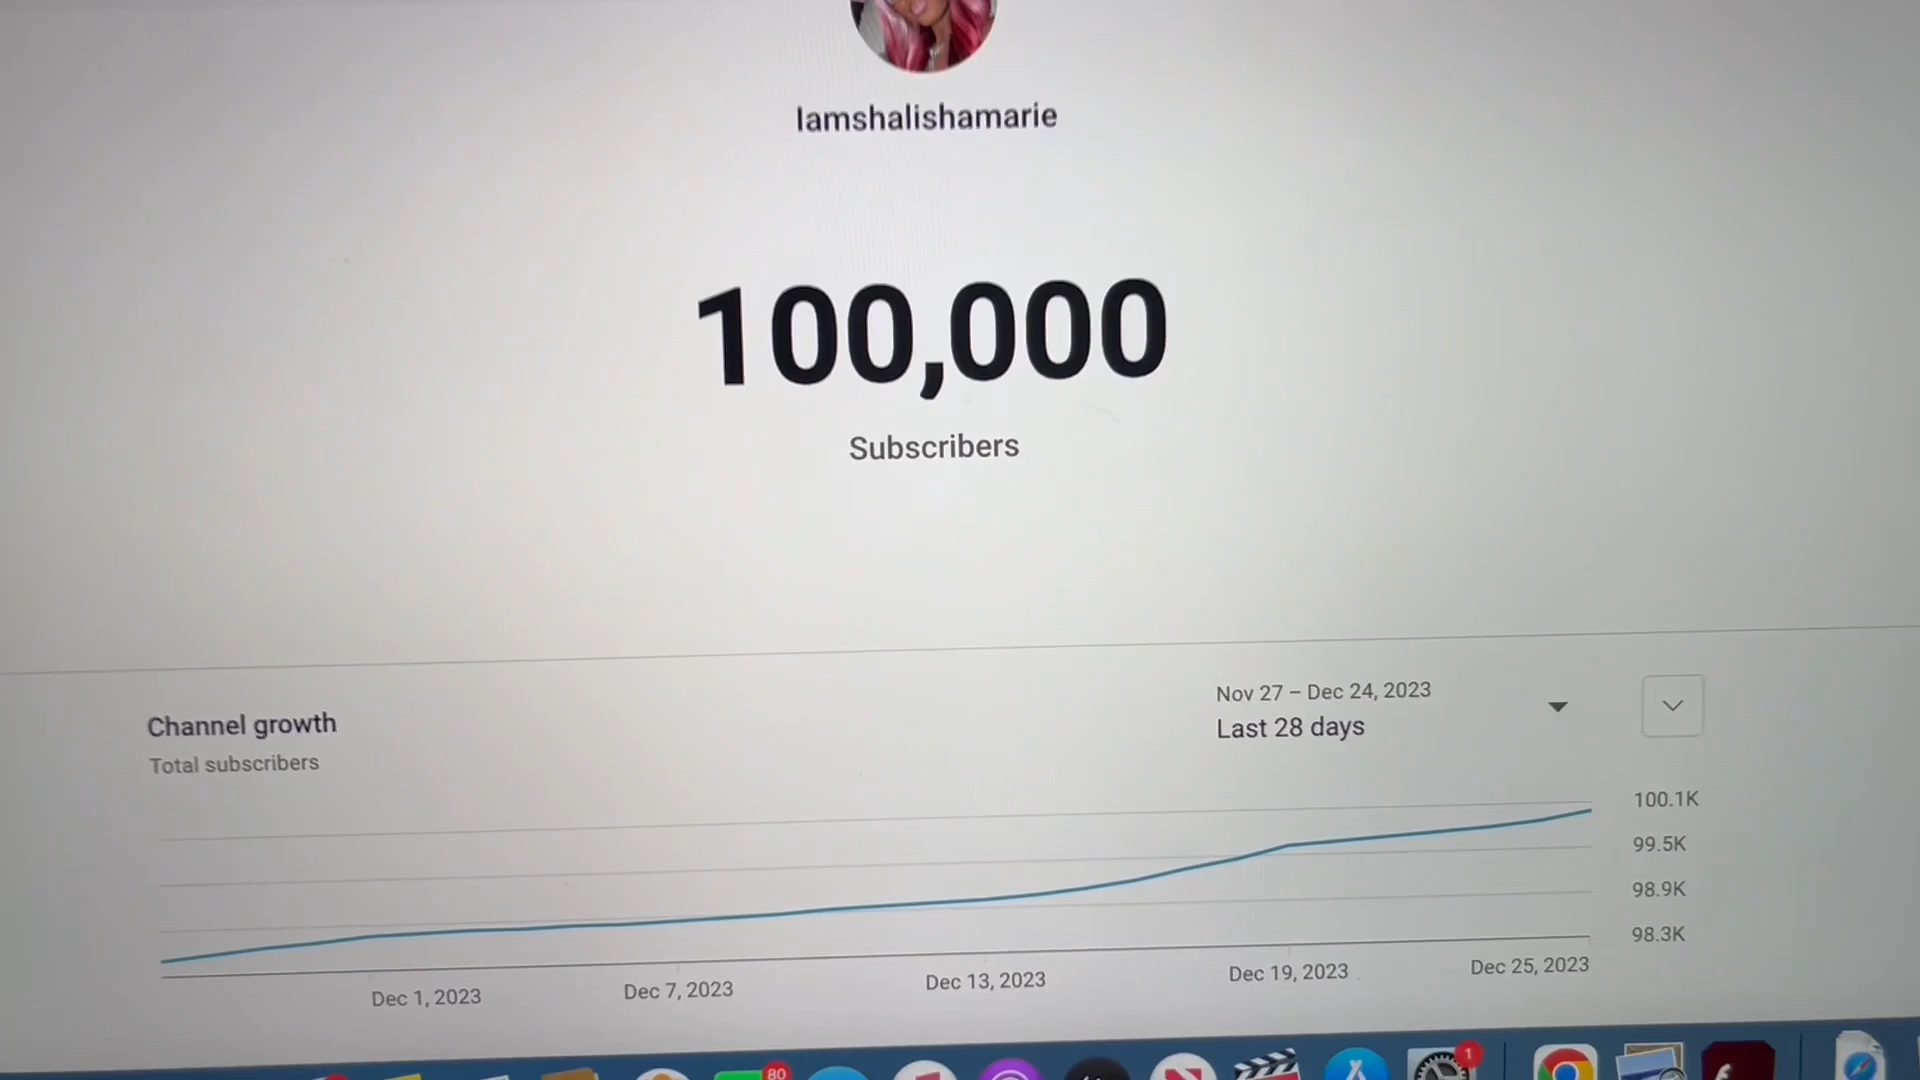 Iamshalishamarie
100,000
Subscribers
Nov 27 – Dec 24, 2023
Channel growth
Last 28 days
Total subscribers
100.1K
99.5K
98.9K
98.3K
Dec 1, 2023
Dec 7, 2023
Dec 13, 2023
Dec 19, 2023
Dec 25, 2023
80
1